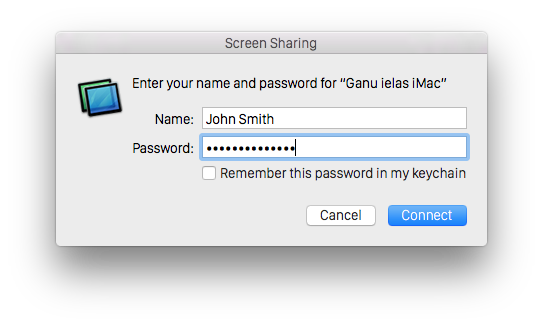 Screen Sharing
Enter your name and password for “Ganu ielas iMac”
Name: John Smith
Password: ••••••••••••••
Remember this password in my keychain
Cancel Connect